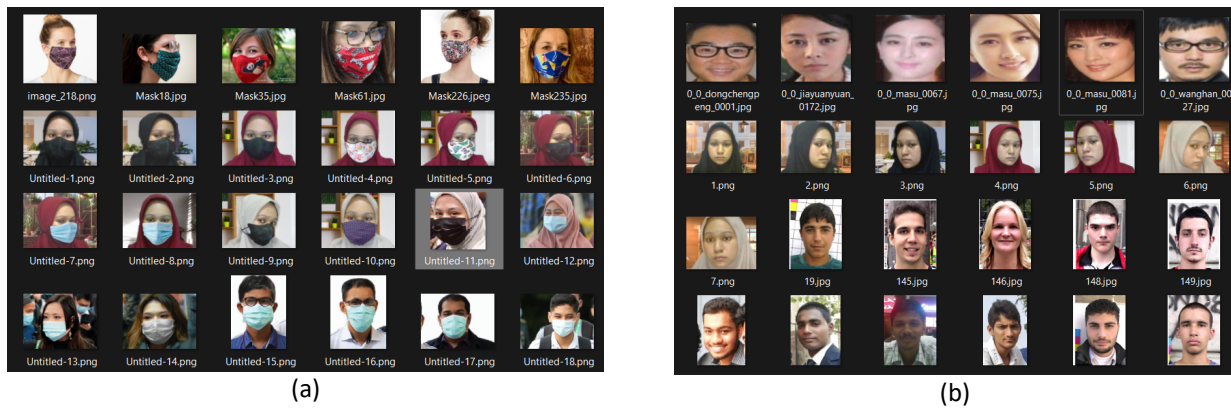 image_218.png Mask18.jpg Mask35.jpg Mask61.jpg Mask226.jpeg Mask235.jpg
Untitled-1.png Untitled-2.png Untitled-3.png Untitled-4.png Untitled-5.png Untitled-6.png
Untitled-7.png Untitled-8.png Untitled-9.png Untitled-10.png Untitled-11.png Untitled-12.png
Untitled-13.png Untitled-14.png Untitled-15.png Untitled-16.png Untitled-17.png Untitled-18.png
(a)
0_0_dongchengp 0_0_jiayuanyuan_ 0_0_masu_0067.j 0_0_masu_0075.j 0_0_masu_0081.j 0_0_wanghan_00
eng_0001.jpg 0172.jpg pg pg pg 27.jpg
1.png 2.png 3.png 4.png 5.png 6.png
7.png 19.jpg 145.jpg 146.jpg 148.jpg 149.jpg
(b)